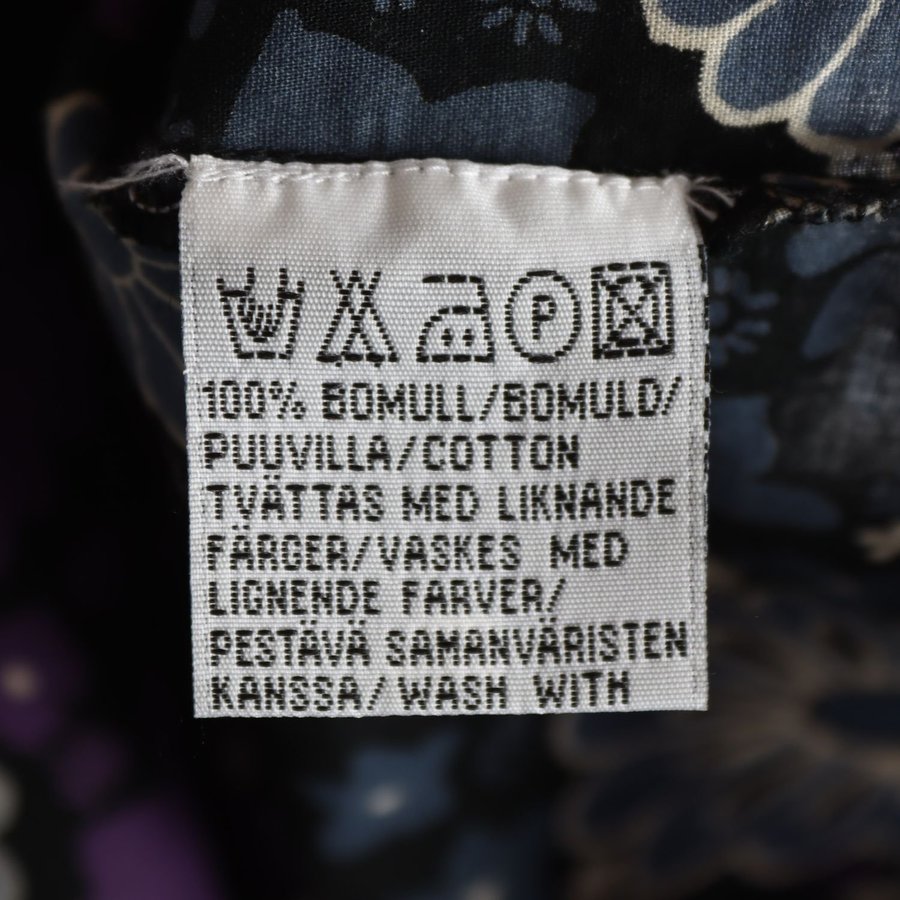 P
100% BOMULL/BOMULD/
PUUVILLA/COTTON
TVÄTTAS MED LIKNANDE
FÄRGER/VASKES MED
LIGNENDE FARVER/
PESTÄVÄ SAMANVÄRISTEN
KANSSA/WASH WITH